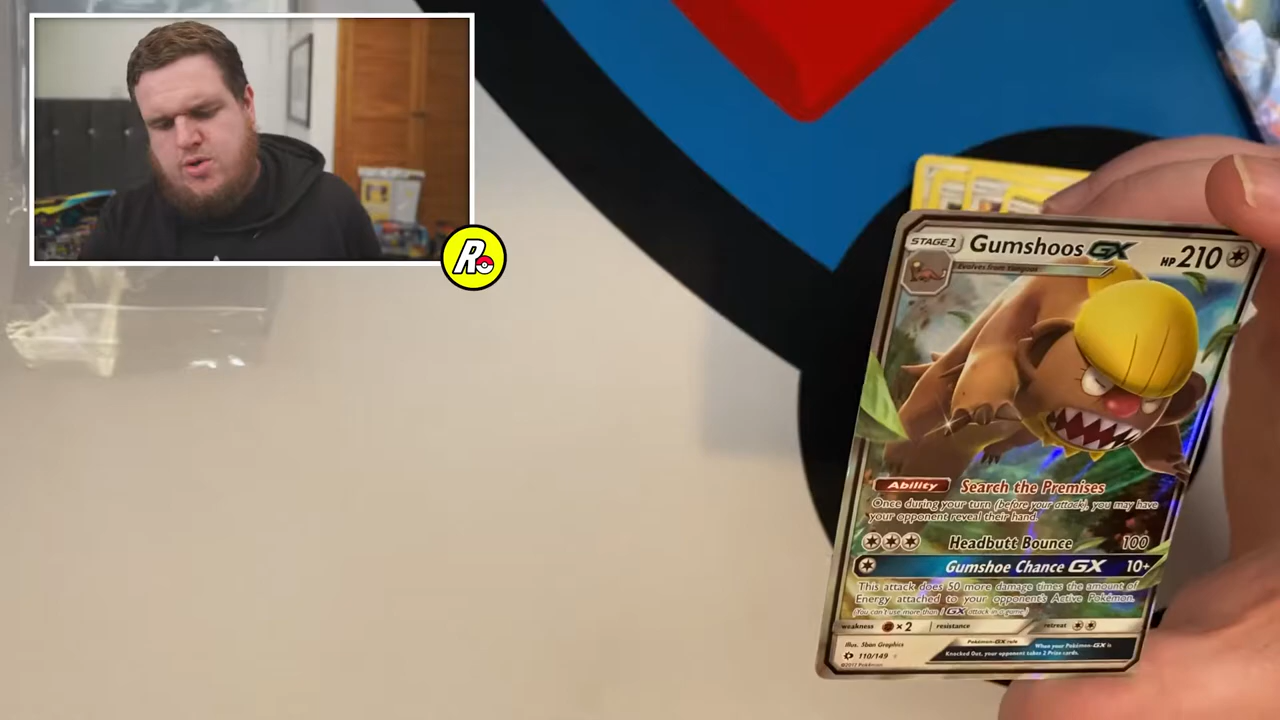 R
STAGE 1 Gumshoos GX HP 210
Evolves from Yungoos
Ability Search the Premises
Once during your turn (before your attack), you may have
your opponent reveal their hand.
Headbutt Bounce 100
Gumshoe Chance GX 10+
This attack does 50 more damage times the amount of
Energy attached to your opponent's Active Pokémon.
(You can't use more than 1 GX attack in a game.)
weakness ×2 resistance retreat
Illus. 5ban Graphics
Pokémon-GX rule
When your Pokémon-GX is
Knocked Out, your opponent takes 2 Prize cards.
110/149
©2017 Pokémon